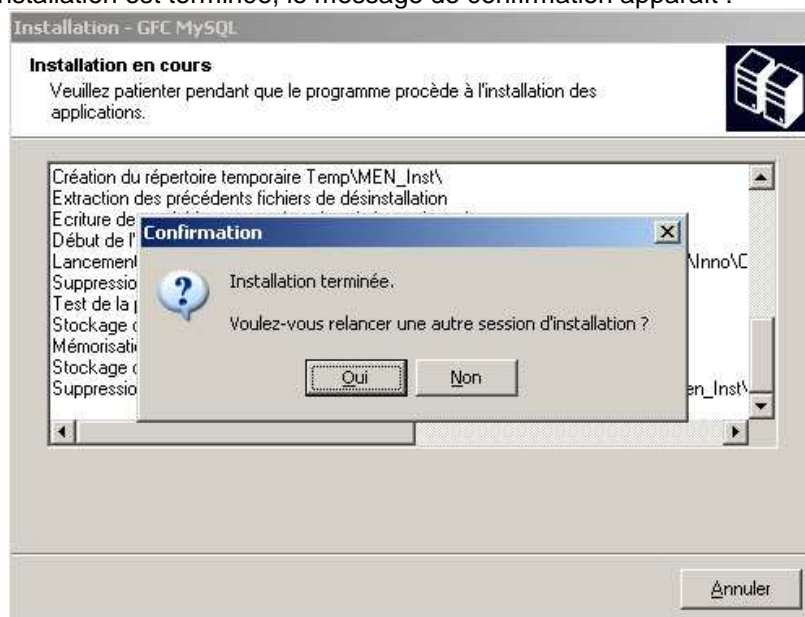 nstallation est terminée, le message de confirmation apparaît :
Installation - GFC MySQL
Installation en cours
Veuillez patienter pendant que le programme procède à l'installation des
applications.
Création du répertoire temporaire Temp\MEN_Inst\
Extraction des précédents fichiers de désinstallation
Ecriture de
Début de l'
Confirmation
Lancement
\Inno\C
Suppressio
Installation terminée.
Test de la
Voulez-vous relancer une autre session d'installation ?
Stockage
Mémorisati
Stockage
Oui Non
Suppressio
en_Inst\
Annuler